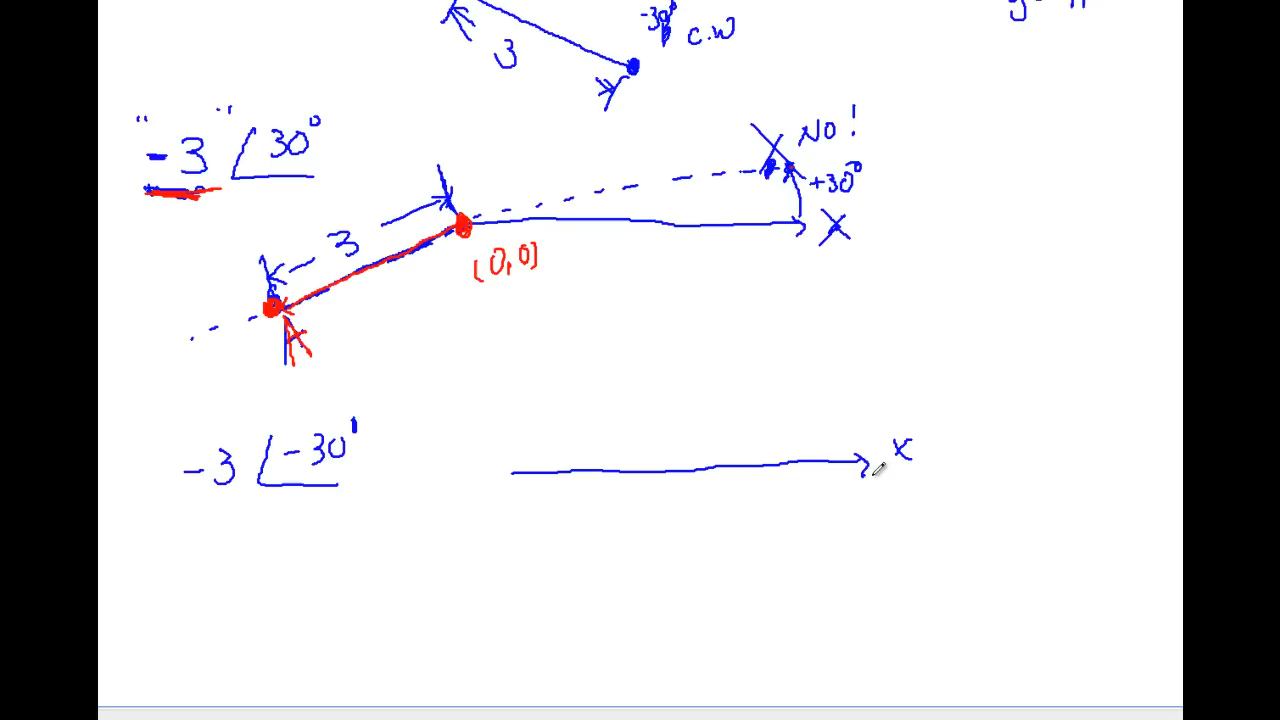 -30° C.W
3
"-3" ∠30°
NO!
+30°
3
X
(0,0)
-3 ∠-30°
X